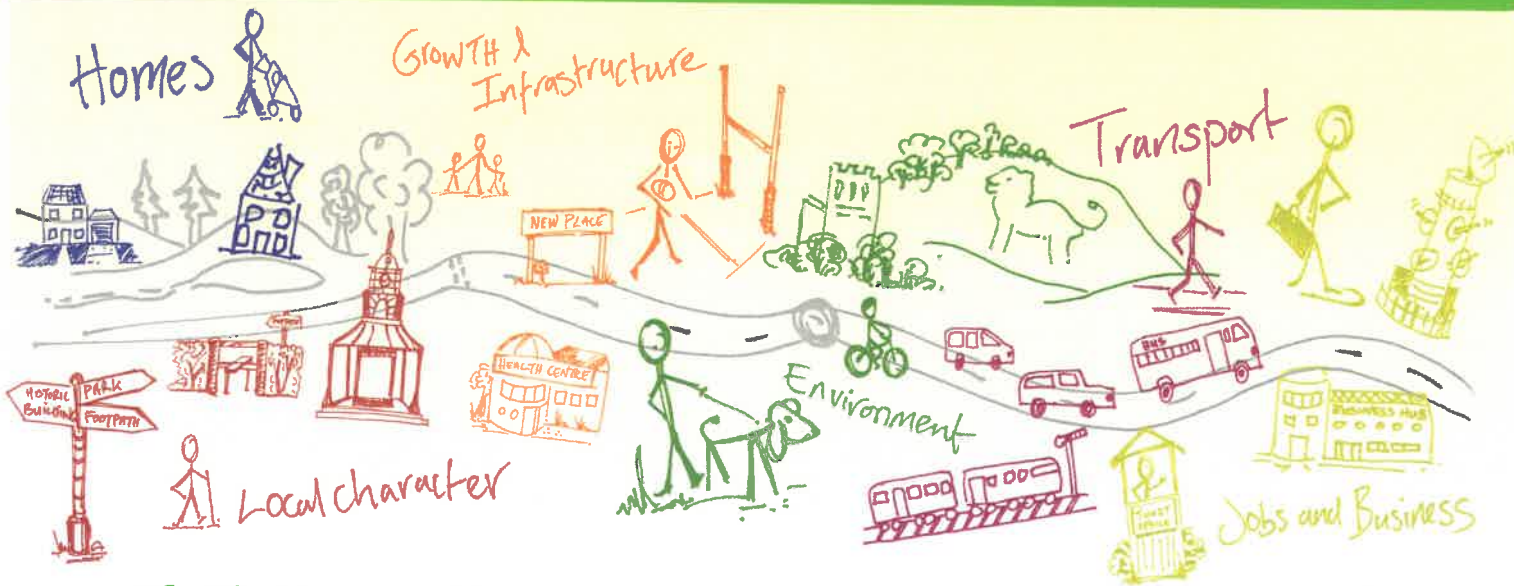 Homes
GrowTH &
Infrastructure
Transport
NEW PLACE
BUS
HEALTH CENTRE
HSTORIC
BUILDING
PARK
FOOTPATH
Environment
BUSINESS HUB
Local character
Jobs and Business